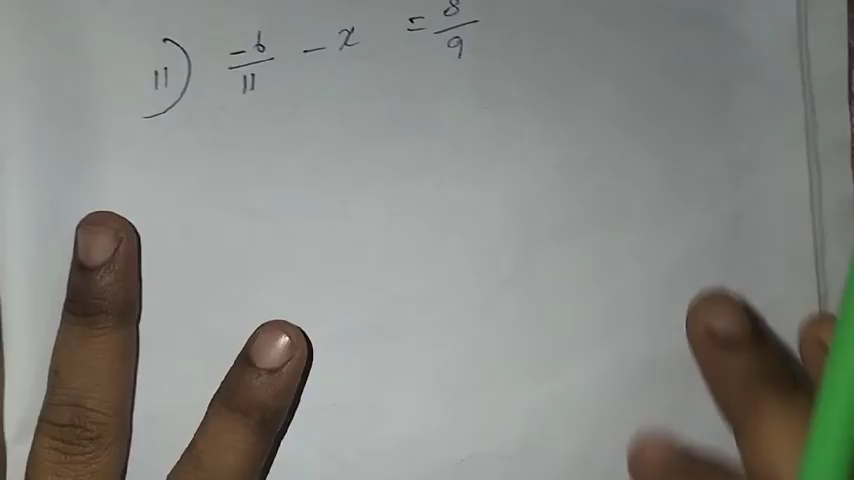 11) -6/11 - x = 8/9